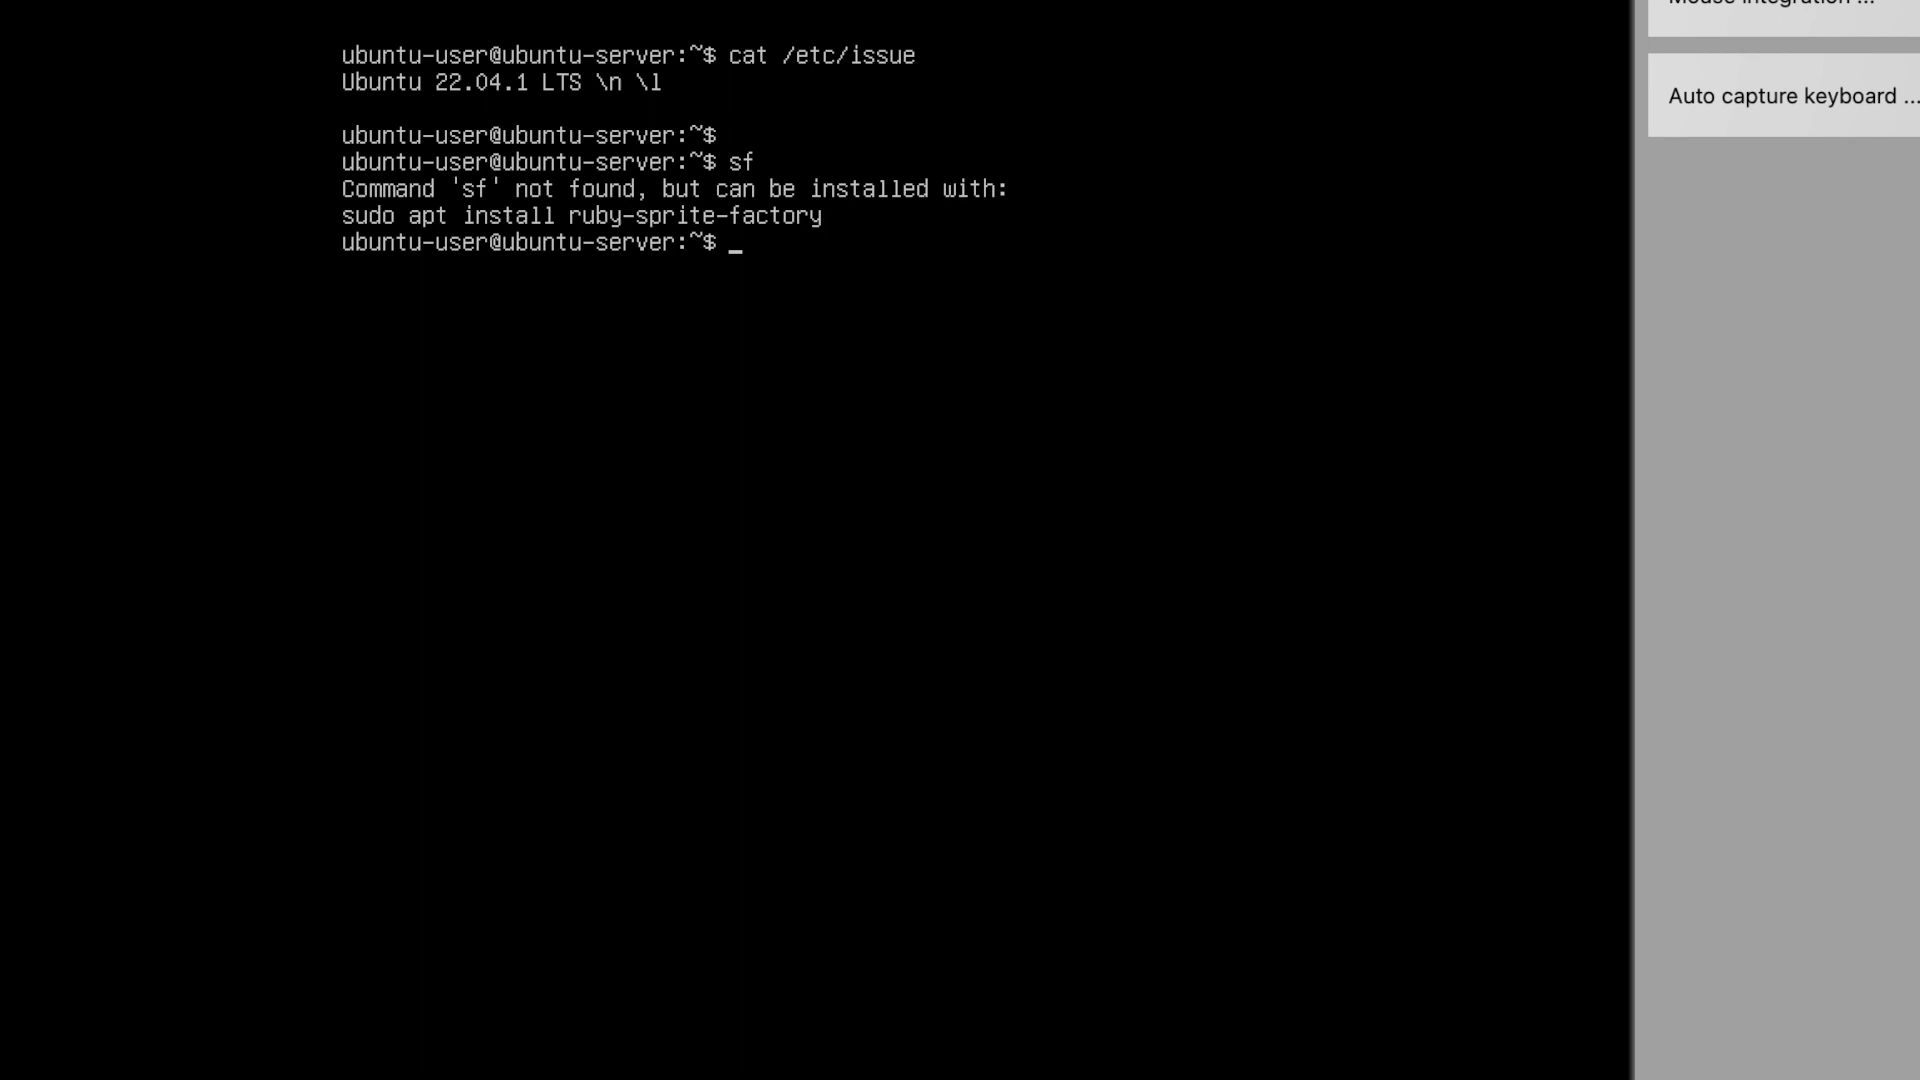 Mouse integration ...
ubuntu-user@ubuntu-server:~$ cat /etc/issue
Ubuntu 22.04.1 LTS \n \l
Auto capture keyboard ...
ubuntu-user@ubuntu-server:~$
ubuntu-user@ubuntu-server:~$ sf
Command 'sf' not found, but can be installed with:
sudo apt install ruby-sprite-factory
ubuntu-user@ubuntu-server:~$ _